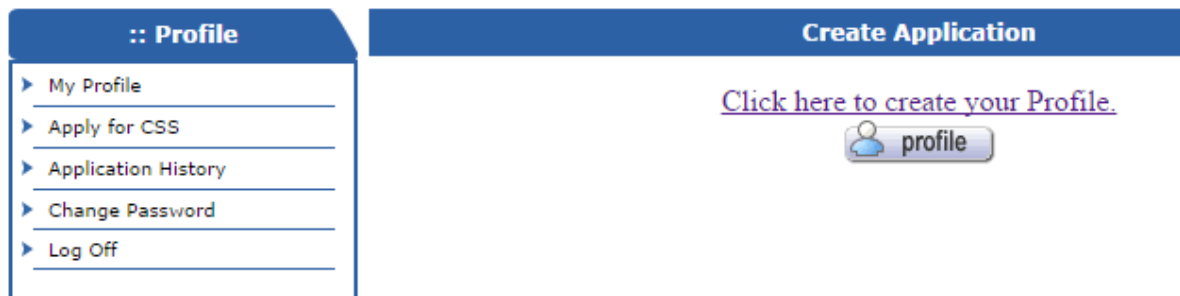 :: Profile
My Profile
Apply for CSS
Application History
Change Password
Log Off
Create Application
Click here to create your Profile.
profile